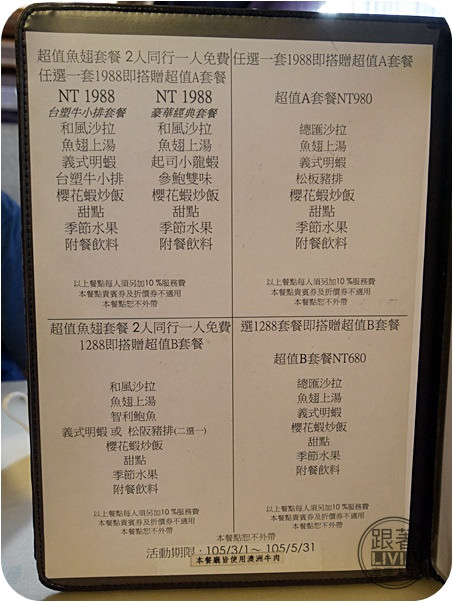 超值魚翅套餐 2人同行一人免費
任選一套1988即搭贈超值A套餐
NT 1988
台塑牛小排套餐
和風沙拉
魚翅上湯
義式明蝦
台塑牛小排
櫻花蝦炒飯
甜點
季節水果
附餐飲料
NT 1988
豪華經典套餐
和風沙拉
魚翅上湯
起司小龍蝦
參鮑雙味
櫻花蝦炒飯
甜點
季節水果
附餐飲料
以上餐點每人須另加10%服務費
本餐點貴賓券及折價券不適用
本餐點恕不外帶
任選一套1988即搭贈超值A套餐
超值A套餐NT980
總匯沙拉
魚翅上湯
義式明蝦
松板豬排
櫻花蝦炒飯
甜點
季節水果
附餐飲料
以上餐點每人須另加10%服務費
本餐點貴賓券及折價券不適用
本餐點恕不外帶
超值魚翅套餐 2人同行一人免費
1288即搭贈超值B套餐
和風沙拉
魚翅上湯
智利鮑魚
義式明蝦 或 松阪豬排(二選一)
櫻花蝦炒飯
甜點
季節水果
附餐飲料
以上餐點每人須另加10%服務費
本餐點貴賓券及折價券不適用
本餐點恕不外帶
選1288套餐即搭贈超值B套餐
超值B套餐NT680
總匯沙拉
魚翅上湯
義式明蝦
櫻花蝦炒飯
甜點
季節水果
附餐飲料
以上餐點每人須另加10%服務費
本餐點貴賓券及折價券不適用
本餐點恕不外帶
本餐點恕不外帶
活動期限：105/3/1～ 105/5/31
本餐廳皆使用澳洲牛肉
跟著
LIVI